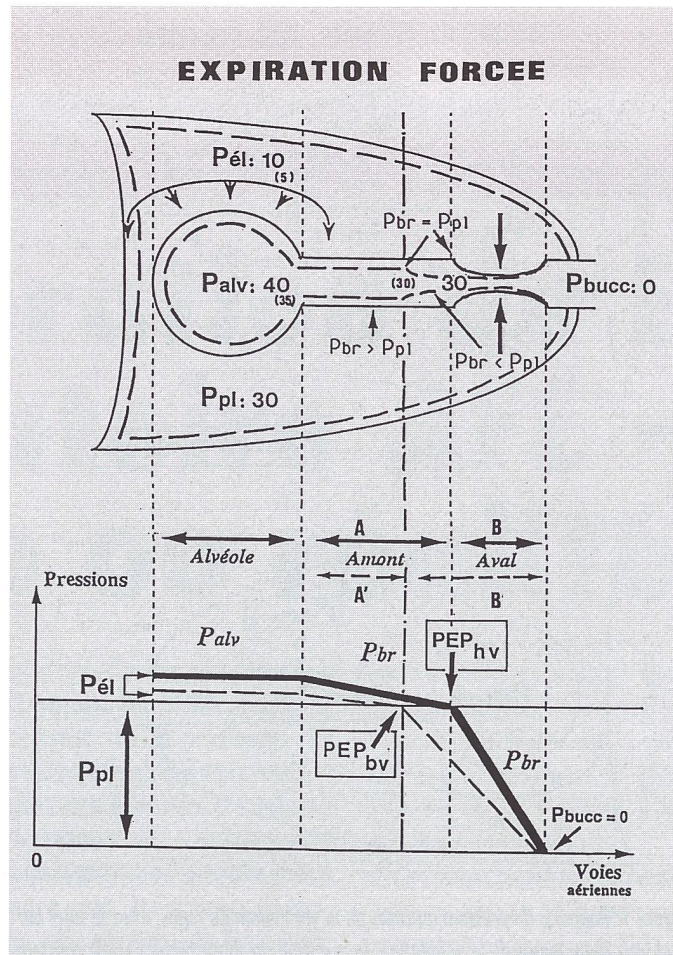 EXPIRATION FORCEE
Pél: 10
(5)
Pbr = Ppl
Palv: 40
(35)
(30)
30
Pbucc: 0
Pbr > Ppl
Pbr < Ppl
Ppl: 30
A
B
Alvéole
Amont
Aval
A'
B
Pressions
Palv
Pbr
PEPhv
Pél
PEPbv
Ppl
Pbr
Pbucc = 0
0
Voies
aériennes